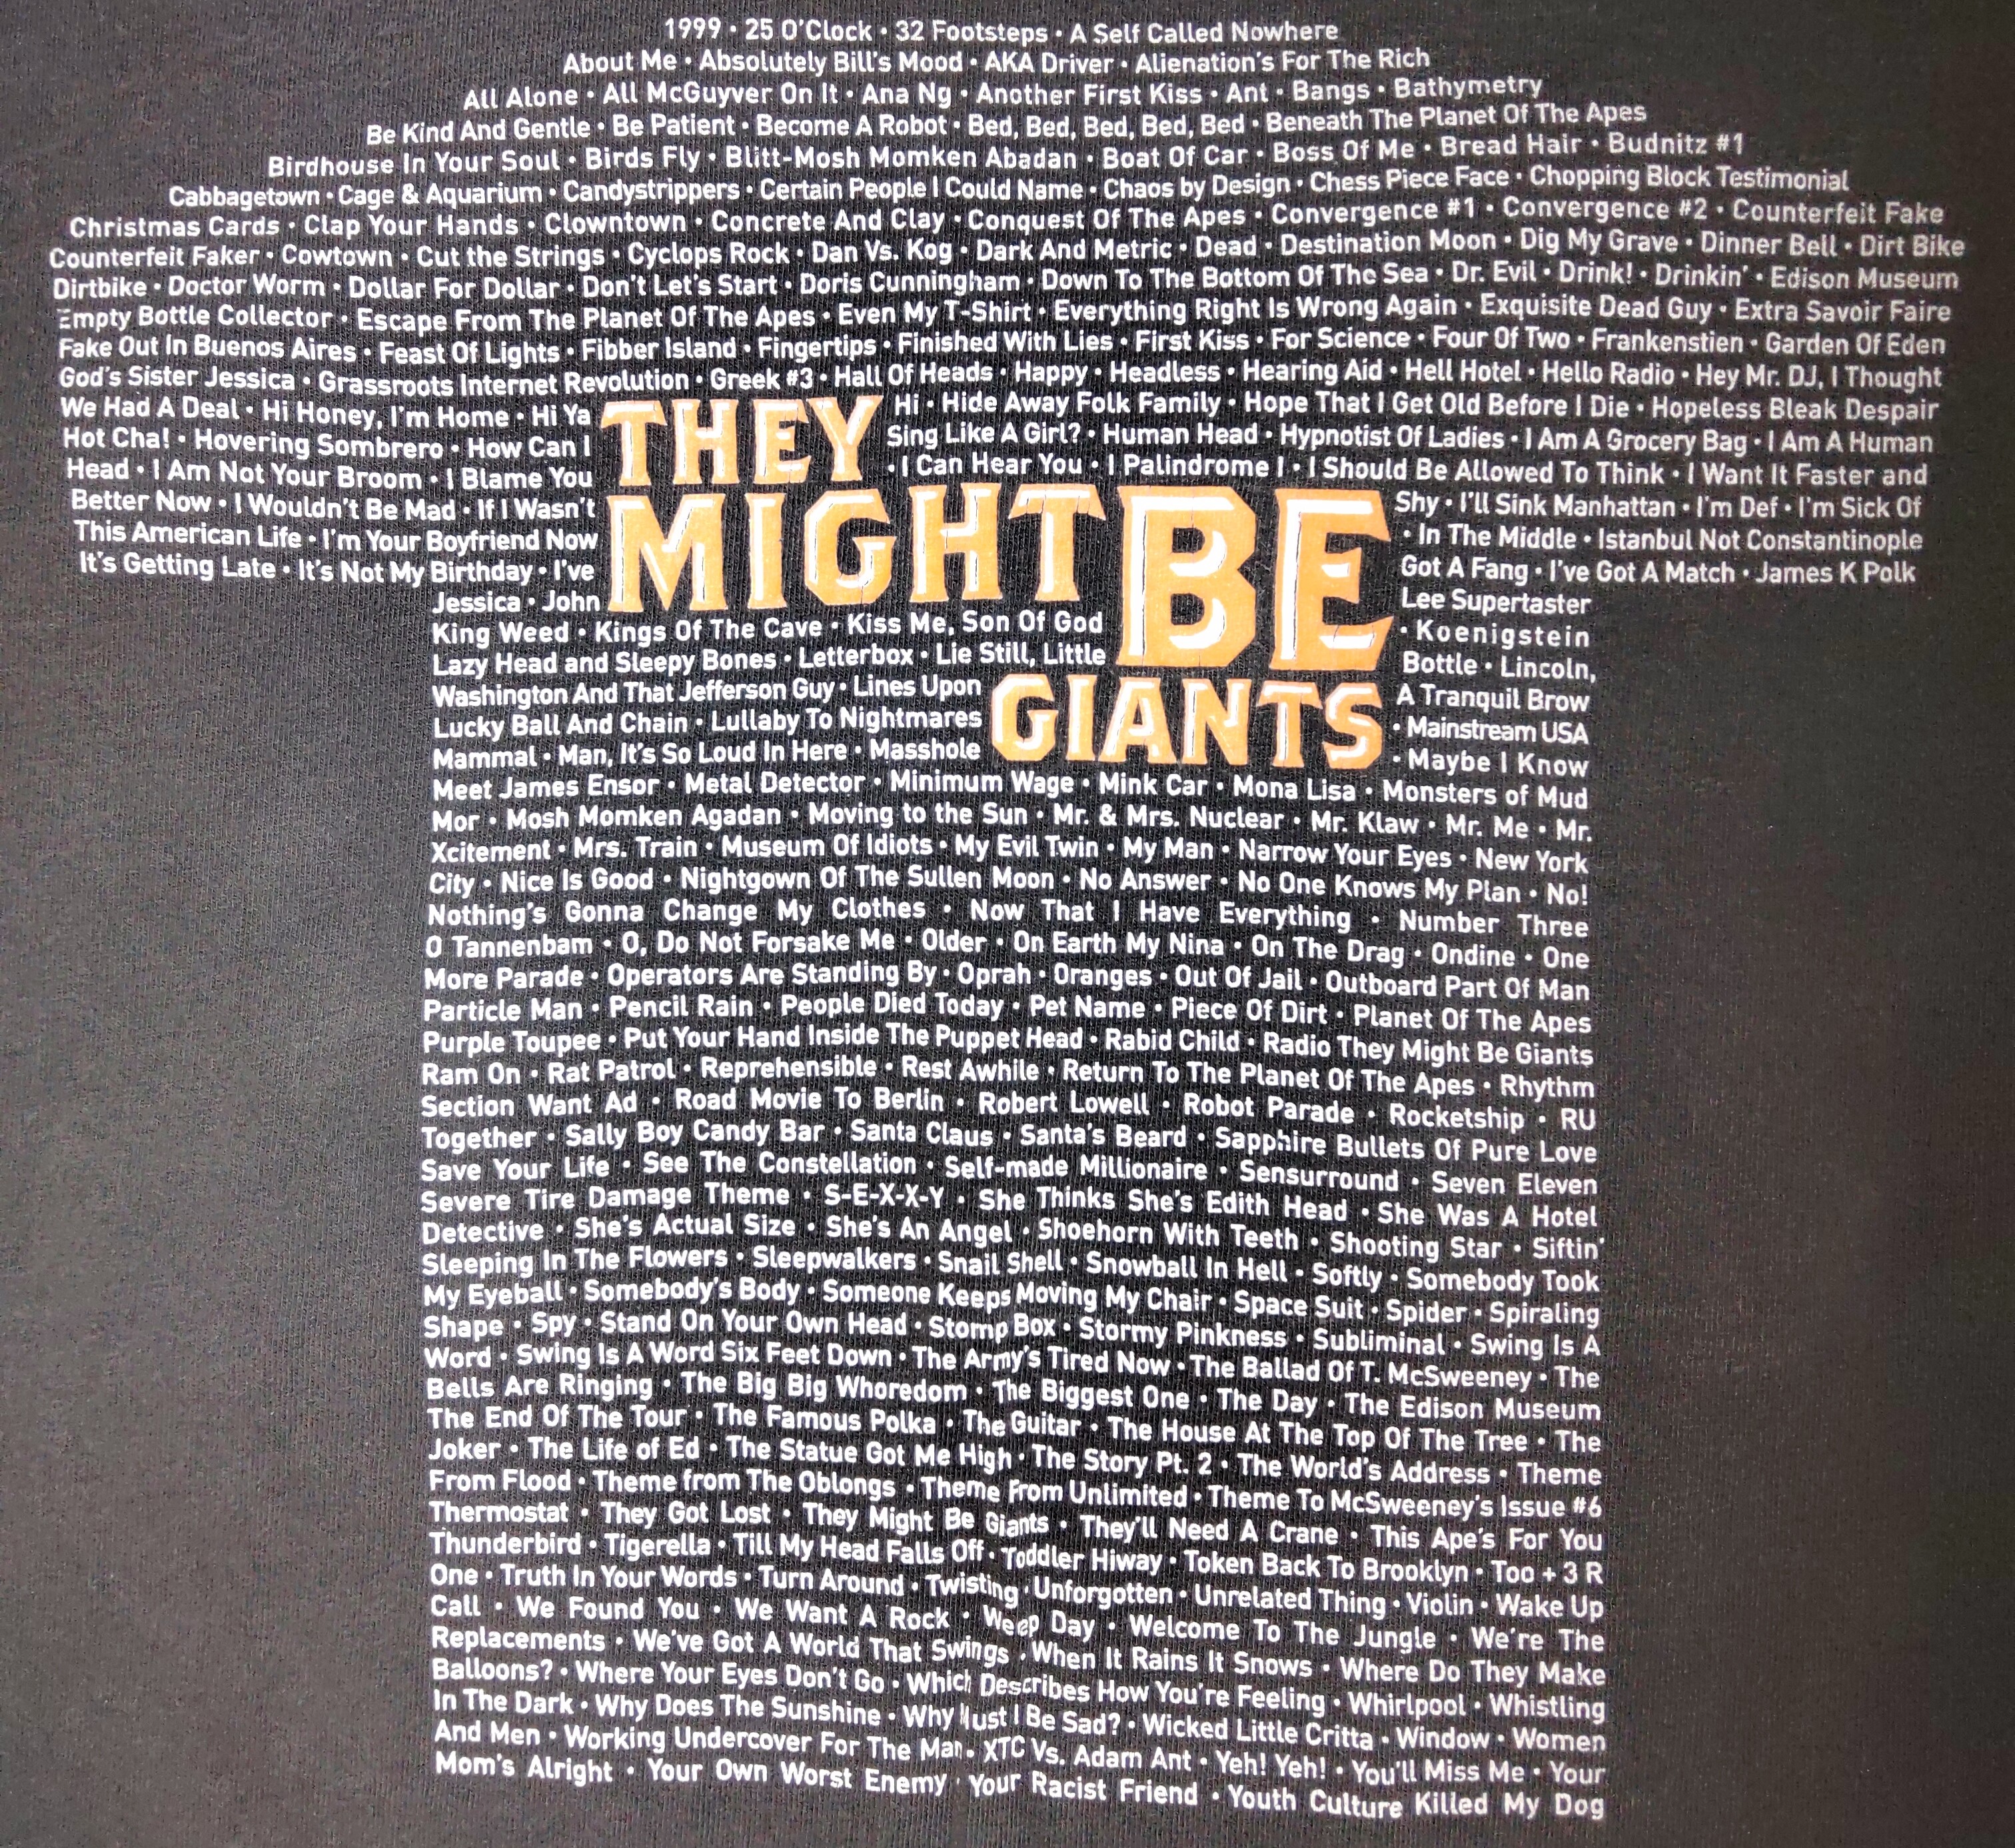 1999 • 25 O'Clock • 32 Footsteps • A Self Called Nowhere
About Me • Absolutely Bill's Mood • AKA Driver • Alienation's For The Rich
All Alone • All McGuyver On It • Ana Ng • Another First Kiss • Ant • Bangs • Bathymetry
Be Kind And Gentle • Be Patient • Become A Robot • Bed, Bed, Bed, Bed, Bed • Beneath The Planet Of The Apes
Birdhouse In Your Soul • Birds Fly • Blitt-Mosh Momken Abadan • Boat Of Car • Boss Of Me • Bread Hair • Budnitz #1
Cabbagetown • Cage & Aquarium • Candystrippers • Certain People I Could Name • Chaos by Design • Chess Piece Face • Chopping Block Testimonial
Christmas Cards • Clap Your Hands • Clowntown • Concrete And Clay • Conquest Of The Apes • Convergence #1 • Convergence #2 • Counterfeit Fake
Counterfeit Faker • Cowtown • Cut the Strings • Cyclops Rock • Dan Vs. Kog • Dark And Metric • Dead • Destination Moon • Dig My Grave • Dinner Bell • Dirt Bike
Dirtbike • Doctor Worm • Dollar For Dollar • Don't Let's Start • Doris Cunningham • Down To The Bottom Of The Sea • Dr. Evil • Drink! • Drinkin' • Edison Museum
Empty Bottle Collector • Escape From The Planet Of The Apes • Even My T-Shirt • Everything Right Is Wrong Again • Exquisite Dead Guy • Extra Savoir Faire
Fake Out In Buenos Aires • Feast Of Lights • Fibber Island • Fingertips • Finished With Lies • First Kiss • For Science • Four Of Two • Frankenstien • Garden Of Eden
God's Sister Jessica • Grassroots Internet Revolution • Greek #3 • Hall Of Heads • Happy • Headless • Hearing Aid • Hell Hotel • Hello Radio • Hey Mr. DJ, I Thought
We Had A Deal • Hi Honey, I'm Home • Hi Ya Hi • Hide Away Folk Family • Hope That I Get Old Before I Die • Hopeless Bleak Despair
Hot Cha! • Hovering Sombrero • How Can I Sing Like A Girl? • Human Head • Hypnotist Of Ladies • I Am A Grocery Bag • I Am A Human
Head • I Am Not Your Broom • I Blame You • I Can Hear You • I Palindrome I • I Should Be Allowed To Think • I Want It Faster and
THEY
Better Now • I Wouldn't Be Mad • If I Wasn't Shy • I'll Sink Manhattan • I'm Def • I'm Sick Of
This American Life • I'm Your Boyfriend Now • In The Middle • Istanbul Not Constantinople
It's Getting Late • It's Not My Birthday • I've Got A Fang • I've Got A Match • James K Polk
MIGHT BE
Jessica • John Lee Supertaster
King Weed • Kings Of The Cave • Kiss Me, Son Of God • Koenigstein
Lazy Head and Sleepy Bones • Letterbox • Lie Still, Little Bottle • Lincoln,
Washington And That Jefferson Guy • Lines Upon A Tranquil Brow
Lucky Ball And Chain • Lullaby To Nightmares • Mainstream USA
GIANTS
Mammal • Man, It's So Loud In Here • Masshole • Maybe I Know
Meet James Ensor • Metal Detector • Minimum Wage • Mink Car • Mona Lisa • Monsters of Mud
Mor • Mosh Momken Agadan • Moving to the Sun • Mr. & Mrs. Nuclear • Mr. Klaw • Mr. Me • Mr.
Xcitement • Mrs. Train • Museum Of Idiots • My Evil Twin • My Man • Narrow Your Eyes • New York
City • Nice Is Good • Nightgown Of The Sullen Moon • No Answer • No One Knows My Plan • No!
Nothing's Gonna Change My Clothes • Now That I Have Everything • Number Three
O Tannenbam • O, Do Not Forsake Me • Older • On Earth My Nina • On The Drag • Ondine • One
More Parade • Operators Are Standing By • Oprah • Oranges • Out Of Jail • Outboard Part Of Man
Particle Man • Pencil Rain • People Died Today • Pet Name • Piece Of Dirt • Planet Of The Apes
Purple Toupee • Put Your Hand Inside The Puppet Head • Rabid Child • Radio They Might Be Giants
Ram On • Rat Patrol • Reprehensible • Rest Awhile • Return To The Planet Of The Apes • Rhythm
Section Want Ad • Road Movie To Berlin • Robert Lowell • Robot Parade • Rocketship • RU
Together • Sally Boy Candy Bar • Santa Claus • Santa's Beard • Sapphire Bullets Of Pure Love
Save Your Life • See The Constellation • Self-made Millionaire • Sensurround • Seven Eleven
Severe Tire Damage Theme • S-E-X-X-Y • She Thinks She's Edith Head • She Was A Hotel
Detective • She's Actual Size • She's An Angel • Shoehorn With Teeth • Shooting Star • Siftin'
Sleeping In The Flowers • Sleepwalkers • Snail Shell • Snowball In Hell • Softly • Somebody Took
My Eyeball • Somebody's Body • Someone Keeps Moving My Chair • Space Suit • Spider • Spiraling
Shape • Spy • Stand On Your Own Head • Stomp Box • Stormy Pinkness • Subliminal • Swing Is A
Word • Swing Is A Word Six Feet Down • The Army's Tired Now • The Ballad Of T. McSweeney • The
Bells Are Ringing • The Big Big Whoredom • The Biggest One • The Day • The Edison Museum
The End Of The Tour • The Famous Polka • The Guitar • The House At The Top Of The Tree • The
Joker • The Life of Ed • The Statue Got Me High • The Story Pt. 2 • The World's Address • Theme
From Flood • Theme from The Oblongs • Theme From Unlimited • Theme To McSweeney's Issue #6
Thermostat • They Got Lost • They Might Be Giants • They'll Need A Crane • This Ape's For You
Thunderbird • Tigerella • Till My Head Falls Off • Toddler Hiway • Token Back To Brooklyn • Too + 3 R
One • Truth In Your Words • Turn Around • Twisting • Unforgotten • Unrelated Thing • Violin • Wake Up
Call • We Found You • We Want A Rock • Weep Day • Welcome To The Jungle • We're The
Replacements • We've Got A World That Swings • When It Rains It Snows • Where Do They Make
Balloons? • Where Your Eyes Don't Go • Which Describes How You're Feeling • Whirlpool • Whistling
In The Dark • Why Does The Sunshine • Why Must I Be Sad? • Wicked Little Critta • Window • Women
And Men • Working Undercover For The Man • XTC Vs. Adam Ant • Yeh! Yeh! • You'll Miss Me • Your
Mom's Alright • Your Own Worst Enemy • Your Racist Friend • Youth Culture Killed My Dog